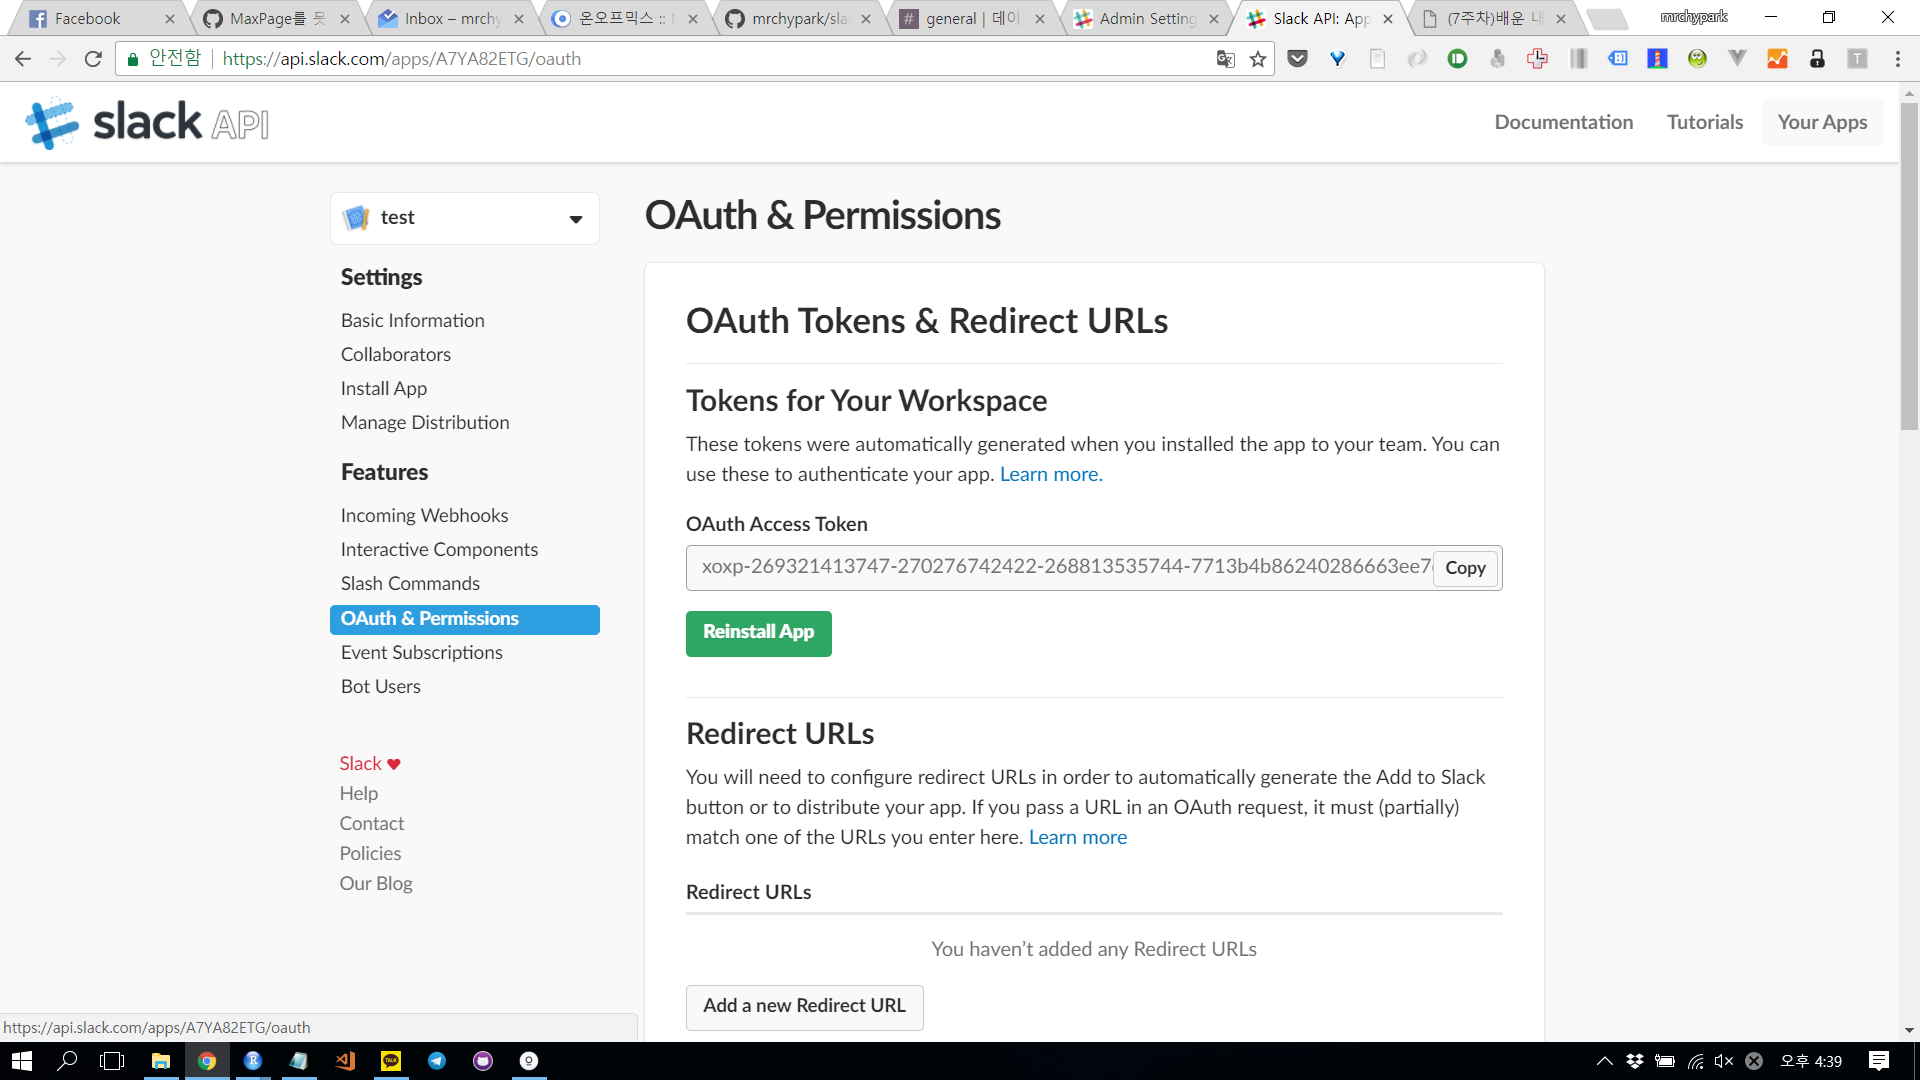 Facebook
MaxPage를 못
Inbox – mrchy
온오프믹스 ::
mrchypark/sla
general | 데이
Admin Setting
Slack API: App
(7주차)배운 내
mrchypark
안전함
https://api.slack.com/apps/A7YA82ETG/oauth
slack API
Documentation
Tutorials
Your Apps
test
Settings
Basic Information
Collaborators
Install App
Manage Distribution
Features
Incoming Webhooks
Interactive Components
Slash Commands
OAuth & Permissions
Event Subscriptions
Bot Users
Slack ♥
Help
Contact
Policies
Our Blog
OAuth & Permissions
OAuth Tokens & Redirect URLs
Tokens for Your Workspace
These tokens were automatically generated when you installed the app to your team. You can
use these to authenticate your app. Learn more.
OAuth Access Token
xoxp-269321413747-270276742422-268813535744-7713b4b86240286663ee7
Copy
Reinstall App
Redirect URLs
You will need to configure redirect URLs in order to automatically generate the Add to Slack
button or to distribute your app. If you pass a URL in an OAuth request, it must (partially)
match one of the URLs you enter here. Learn more
Redirect URLs
You haven’t added any Redirect URLs
Add a new Redirect URL
https://api.slack.com/apps/A7YA82ETG/oauth
오후 4:39